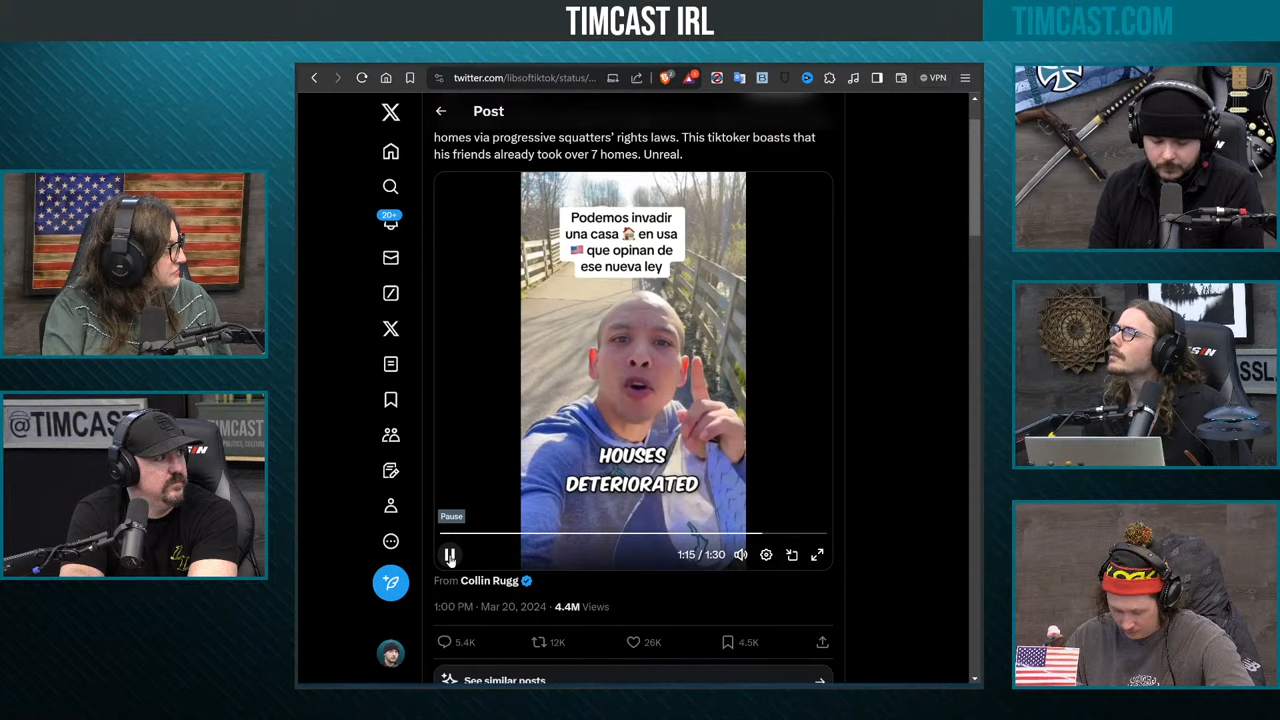 TIMCAST IRL
TIMCAST.COM
twitter.com/libsoftiktok/status/...
VPN
Post
homes via progressive squatters' rights laws. This tiktoker boasts that
his friends already took over 7 homes. Unreal.
20+
Podemos invadir
una casa 🏠 en usa
🇺🇸 que opinan de
ese nueva ley
HOUSES
DETERIORATED
Pause
1:15 / 1:30
From Collin Rugg
1:00 PM · Mar 20, 2024 · 4.4M Views
5.4K 12K 26K 4.5K
See similar posts
@TIMCAST
TIMCAST